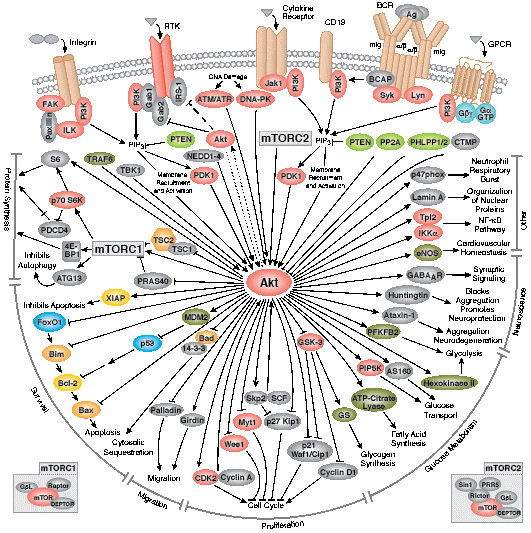 Integrin
RTK
Cytokine
Receptor
CD19
BCR
Ag
mig
α/β
α/β
mig
GPCR
FAK
Paxillin
ILK
PI3K
PI3K
Gab1
Gab2
IRS-1
DNA Damage
ATM/ATR
DNA-PK
Jak1
PI3K
PI3K
BCAP
Syk
Lyn
PI3K
Gβγ
Gα
GTP
PIP3
PTEN
Akt
mTORC2
PIP3
PTEN
PP2A
PHLPP1/2
CTMP
S6
TRAF6
TBK1
NEDD1-4
PDK1
Membrane
Recruitment
and Activation
PDK1
Membrane
Recruitment
and Activation
p47phox
Neutrophil
Respiratory
Burst
Protein Synthesis
p70 S6K
PDCD4
4E-
BP1
mTORC1
TSC2
TSC1
Lamin A
Organization
of Nuclear
Proteins
Tpl2
IKKα
NF-κB
Pathway
Other
eNOS
Cardiovascular
Homeostasis
Inhibits
Autophagy
ATG13
PRAS40
Akt
GABAAR
Synaptic
Signaling
Inhibits Apoptosis
XIAP
Huntingtin
Blocks
Aggregation
Promotes
Neuroprotection
Ataxin-1
Aggregation
Neurodegeneration
Neuroscience
FoxO1
p53
MDM2
Bad
14-3-3
GSK-3
PFKFB2
Glycolysis
Bim
Bcl-2
Bax
PIP5K
AS160
Hexokinase II
Survival
Apoptosis
Cytosolic
Sequestration
Palladin
Girdin
Skp2
SCF
Myt1
p27 Kip1
Wee1
GS
ATP-Citrate
Lyase
Glucose
Transport
Fatty Acid
Synthesis
p21
Waf1/Cip1
Glycogen
Synthesis
Glucose Metabolism
CDK2
Cyclin A
Cyclin D1
Migration
Cell Cycle
Migration
Proliferation
mTORC1
GβL
Raptor
mTOR
DEPTOR
mTORC2
Sin1
PRR5
Rictor
GβL
mTOR
DEPTOR